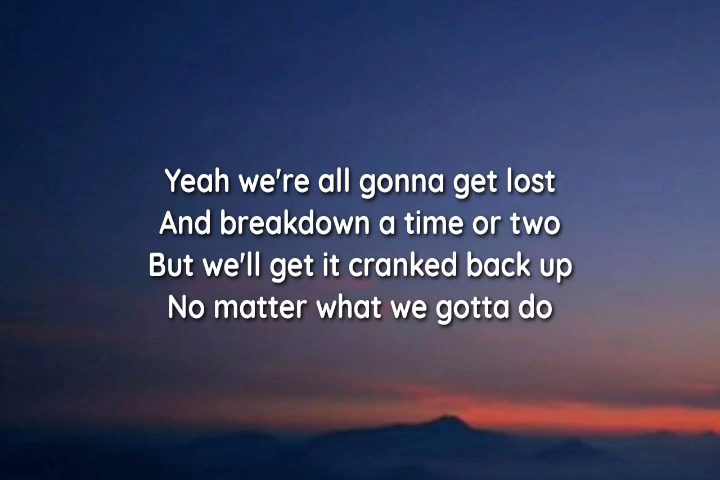 Yeah we're all gonna get lost
And breakdown a time or two
But we'll get it cranked back up
No matter what we gotta do